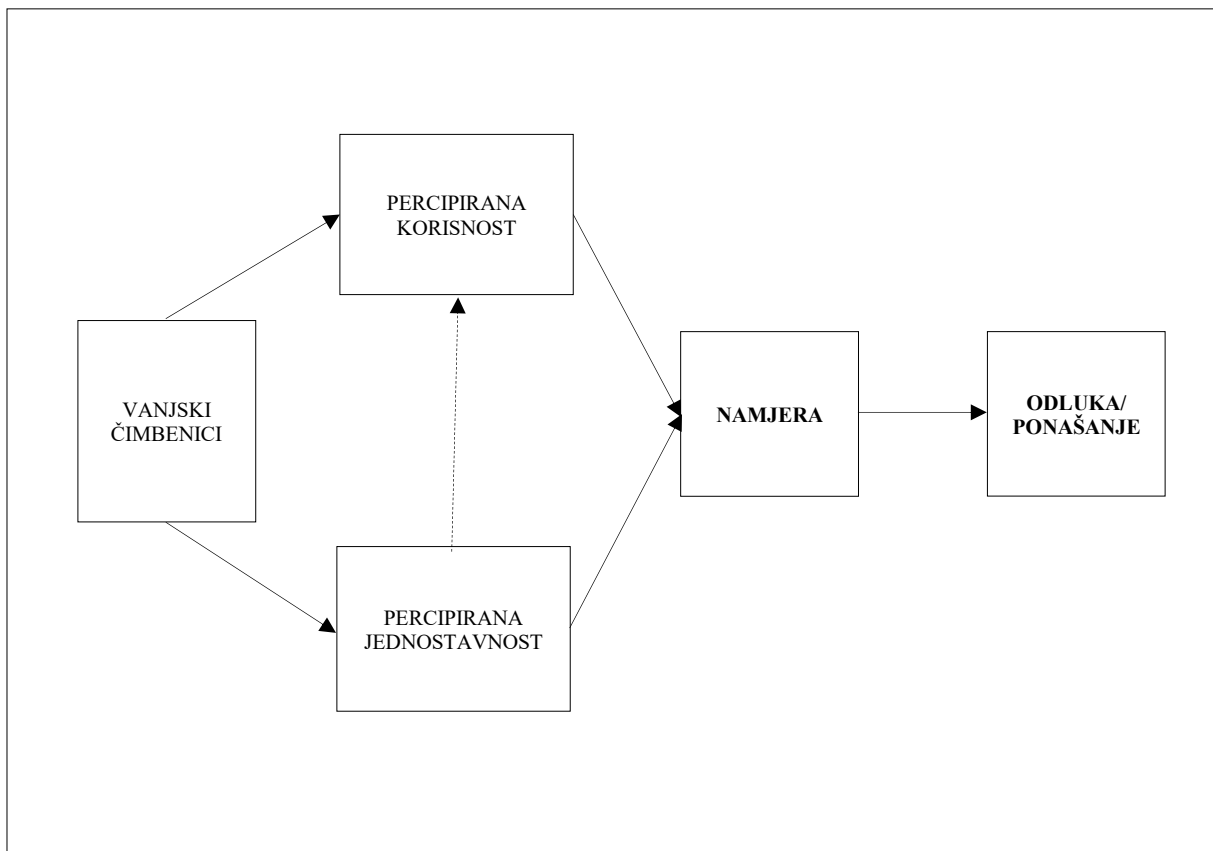 PERCIPIRANA
KORISNOST
VANJSKI
ČIMBENICI
NAMJERA
ODLUKA/
PONAŠANJE
PERCIPIRANA
JEDNOSTAVNOST